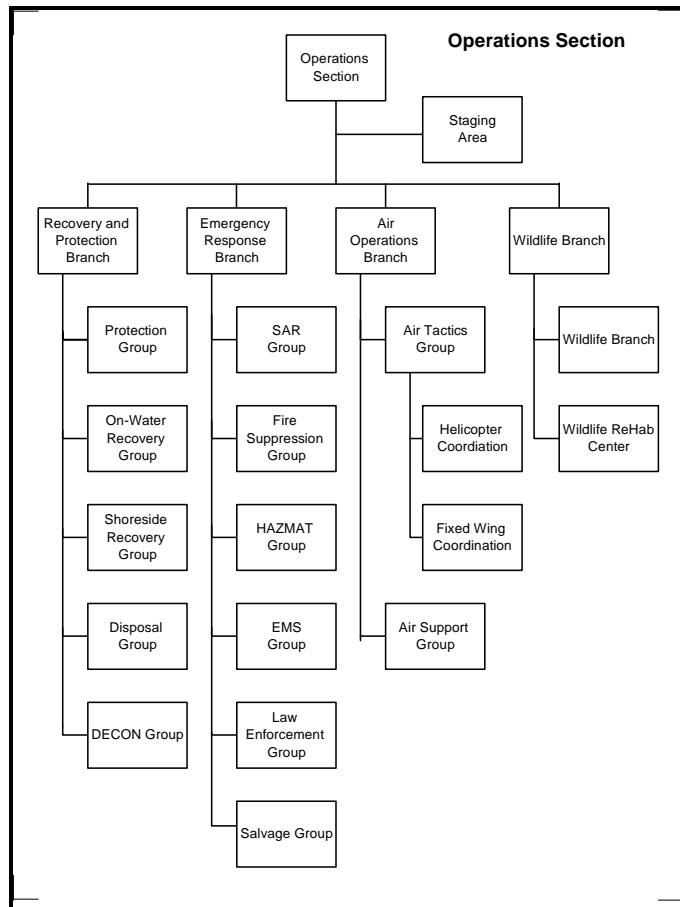 Operations Section
Operations
Section
Staging
Area
Recovery and
Protection
Branch
Emergency
Response
Branch
Air
Operations
Branch
Wildlife Branch
Protection
Group
SAR
Group
Air Tactics
Group
Wildlife Branch
On-Water
Recovery
Group
Fire
Suppression
Group
Helicopter
Coordiation
Wildlife ReHab
Center
Shoreside
Recovery
Group
HAZMAT
Group
Fixed Wing
Coordination
Disposal
Group
EMS
Group
Air Support
Group
DECON Group
Law
Enforcement
Group
Salvage Group